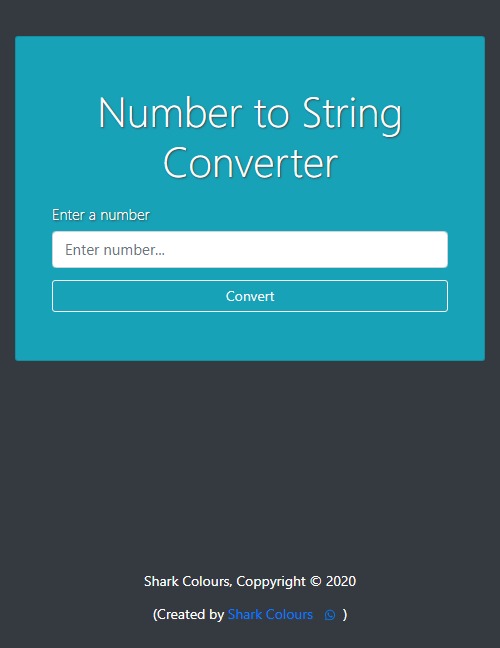 Number to String
Converter
Enter a number
Enter number...
Convert
Shark Colours, Coppyright © 2020
(Created by Shark Colours )